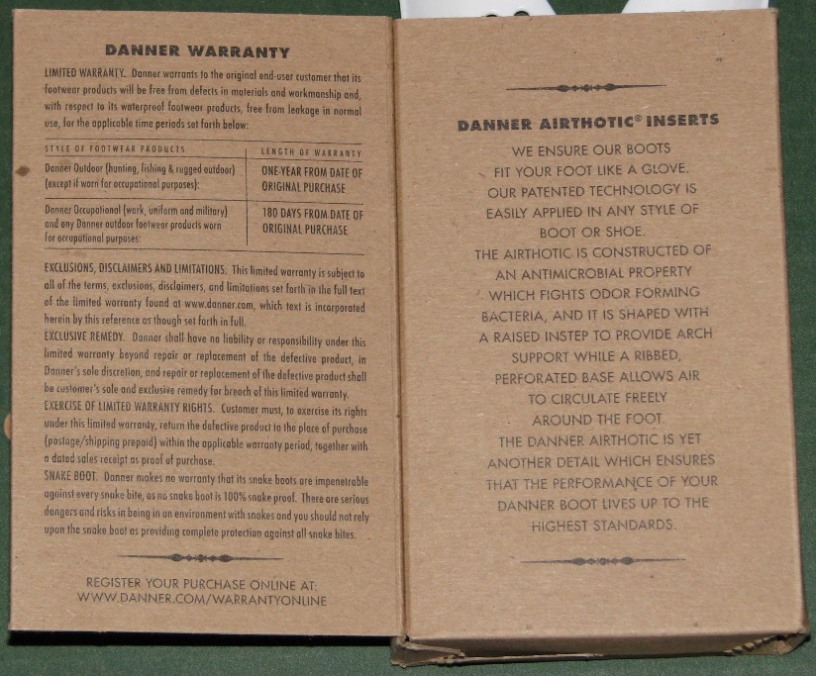 DANNER WARRANTY
LIMITED WARRANTY. Danner warrants to the original end-user customer that its
footwear products will be free from defects in materials and workmanship and,
with respect to its waterproof footwear products, free from leakage in normal
use, for the applicable time periods set forth below:
STYLE OF FOOTWEAR PRODUCTS LENGTH OF WARRANTY
Danner Outdoor (hunting, fishing & rugged outdoor) ONE-YEAR FROM DATE OF
(except if worn for occupational purposes): ORIGINAL PURCHASE
Danner Occupational (work, uniform and military) 180 DAYS FROM DATE OF
and any Danner outdoor footwear products worn ORIGINAL PURCHASE
for occupational purposes:
EXCLUSIONS, DISCLAIMERS AND LIMITATIONS. This limited warranty is subject to
all of the terms, exclusions, disclaimers, and limitations set forth in the full text
of the limited warranty found at www.danner.com, which text is incorporated
herein by this reference as though set forth in full.
EXCLUSIVE REMEDY. Danner shall have no liability or responsibility under this
limited warranty beyond repair or replacement of the defective product, in
Danner's sole discretion, and repair or replacement of the defective product shall
be customer's sole and exclusive remedy for breach of this limited warranty.
EXERCISE OF LIMITED WARRANTY RIGHTS. Customer must, to exercise its rights
under this limited warranty, return the defective product to the place of purchase
(postage/shipping prepaid) within the applicable warranty period, together with
a dated sales receipt as proof of purchase.
SNAKE BOOT. Danner makes no warranty that its snake boots are impenetrable
against every snake bite, as no snake boot is 100% snake proof. There are serious
dangers and risks in being in an environment with snakes and you should not rely
upon the snake boot as providing complete protection against all snake bites.
REGISTER YOUR PURCHASE ONLINE AT:
WWW.DANNER.COM/WARRANTYONLINE
DANNER AIRTHOTIC® INSERTS
WE ENSURE OUR BOOTS
FIT YOUR FOOT LIKE A GLOVE.
OUR PATENTED TECHNOLOGY IS
EASILY APPLIED IN ANY STYLE OF
BOOT OR SHOE.
THE AIRTHOTIC IS CONSTRUCTED OF
AN ANTIMICROBIAL PROPERTY
WHICH FIGHTS ODOR FORMING
BACTERIA, AND IT IS SHAPED WITH
A RAISED INSTEP TO PROVIDE ARCH
SUPPORT WHILE A RIBBED,
PERFORATED BASE ALLOWS AIR
TO CIRCULATE FREELY
AROUND THE FOOT.
THE DANNER AIRTHOTIC IS YET
ANOTHER DETAIL WHICH ENSURES
THAT THE PERFORMANCE OF YOUR
DANNER BOOT LIVES UP TO THE
HIGHEST STANDARDS.